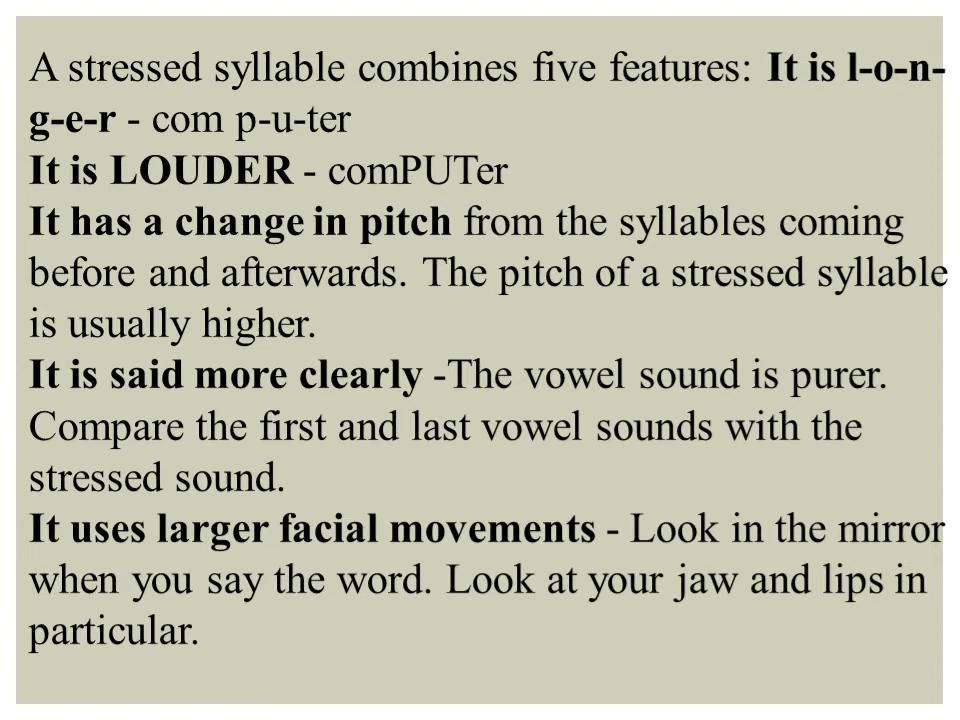 A stressed syllable combines five features: It is l-o-n-
g-e-r - com p-u-ter
It is LOUDER - comPUTer
It has a change in pitch from the syllables coming
before and afterwards. The pitch of a stressed syllable
is usually higher.
It is said more clearly -The vowel sound is purer.
Compare the first and last vowel sounds with the
stressed sound.
It uses larger facial movements - Look in the mirror
when you say the word. Look at your jaw and lips in
particular.